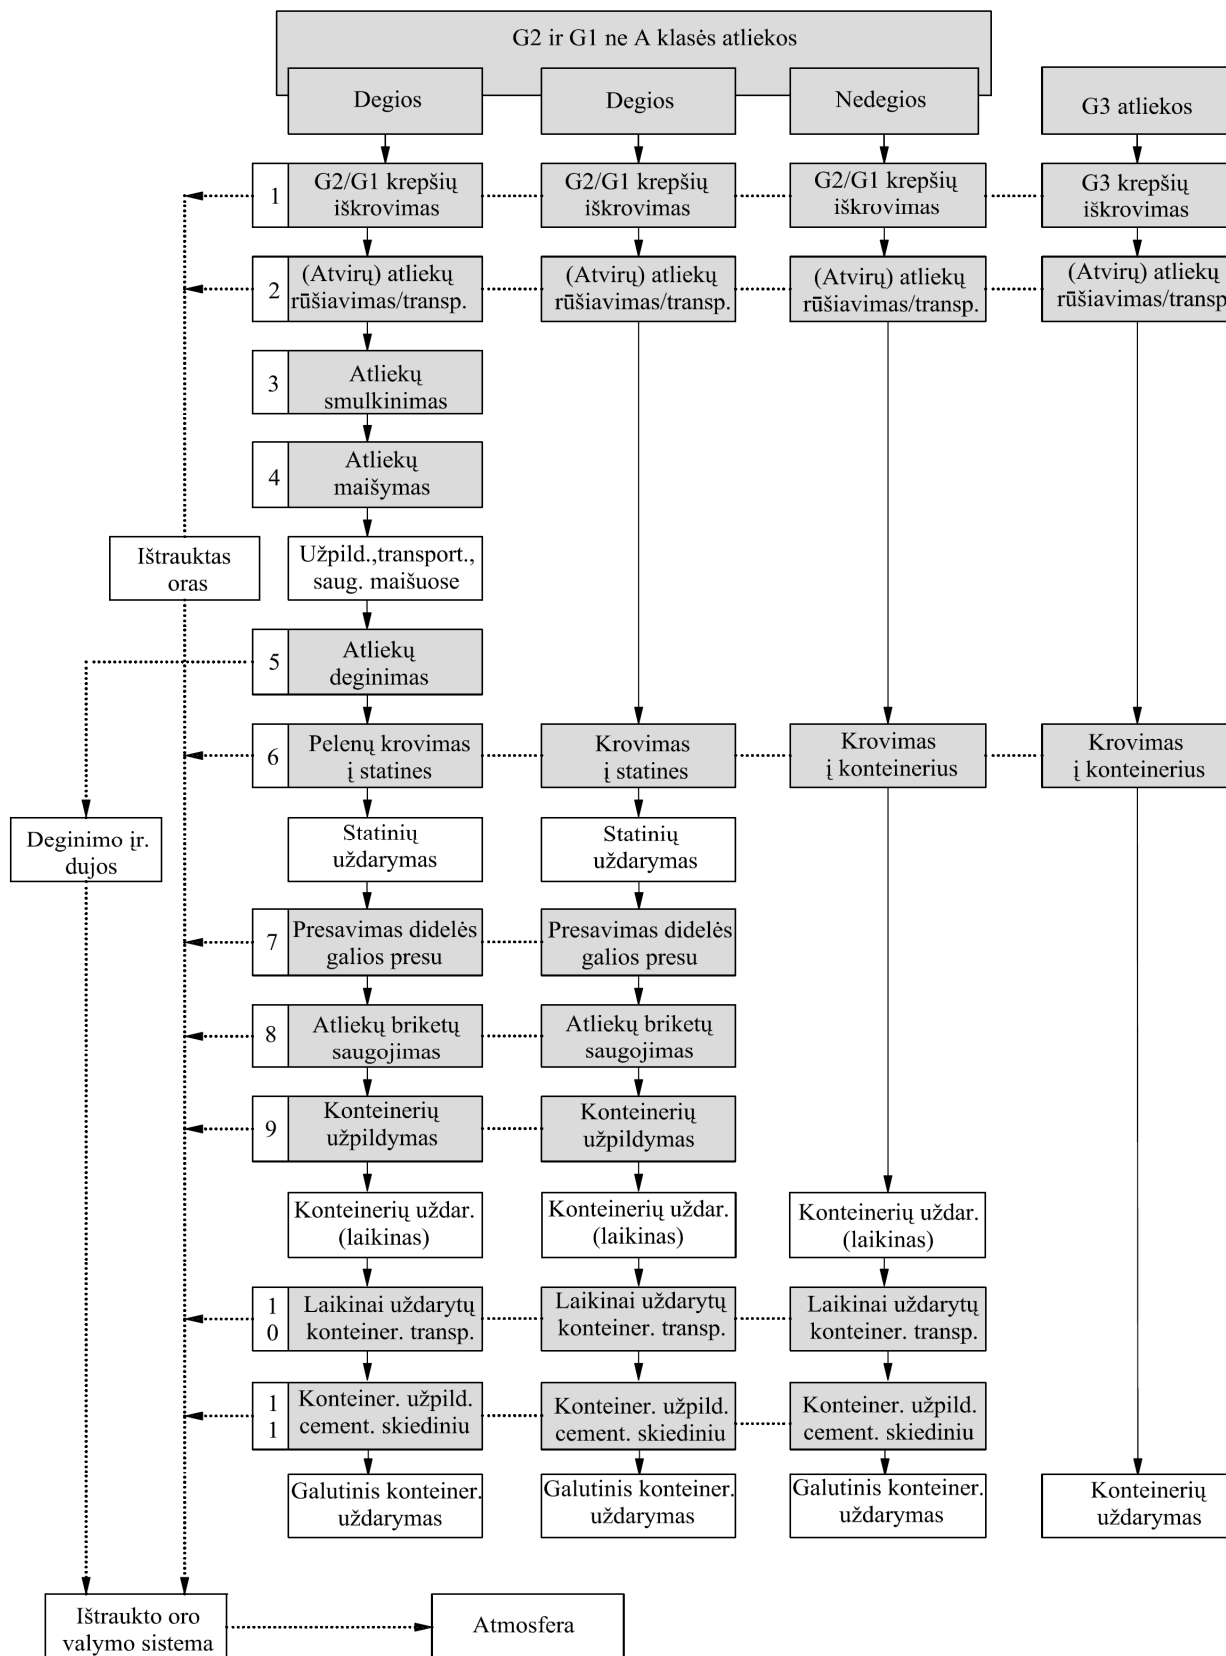 G2 ir G1 ne A klasės atliekos
Degios
Degios
Nedegios
G3 atliekos
1
G2/G1 krepšių
iškrovimas
G2/G1 krepšių
iškrovimas
G2/G1 krepšių
iškrovimas
G3 krepšių
iškrovimas
2
(Atvirų) atliekų
rūšiavimas/transp.
(Atvirų) atliekų
rūšiavimas/transp.
(Atvirų) atliekų
rūšiavimas/transp.
(Atvirų) atliekų
rūšiavimas/transp.
3
Atliekų
smulkinimas
4
Atliekų
maišymas
Ištrauktas
oras
Užpild.,transport.,
saug. maišuose
5
Atliekų
deginimas
6
Pelenų krovimas
į statines
Krovimas
į statines
Krovimas
į konteinerius
Krovimas
į konteinerius
Deginimo įr.
dujos
Statinių
uždarymas
Statinių
uždarymas
7
Presavimas didelės
galios presu
Presavimas didelės
galios presu
8
Atliekų briketų
saugojimas
Atliekų briketų
saugojimas
9
Konteinerių
užpildymas
Konteinerių
užpildymas
Konteinerių uždar.
(laikinas)
Konteinerių uždar.
(laikinas)
Konteinerių uždar.
(laikinas)
1
0
Laikinai uždarytų
konteiner. transp.
Laikinai uždarytų
konteiner. transp.
Laikinai uždarytų
konteiner. transp.
1
1
Konteiner. užpild.
cement. skiediniu
Konteiner. užpild.
cement. skiediniu
Konteiner. užpild.
cement. skiediniu
Galutinis konteiner.
uždarymas
Galutinis konteiner.
uždarymas
Galutinis konteiner.
uždarymas
Konteinerių
uždarymas
Ištraukto oro
valymo sistema
Atmosfera